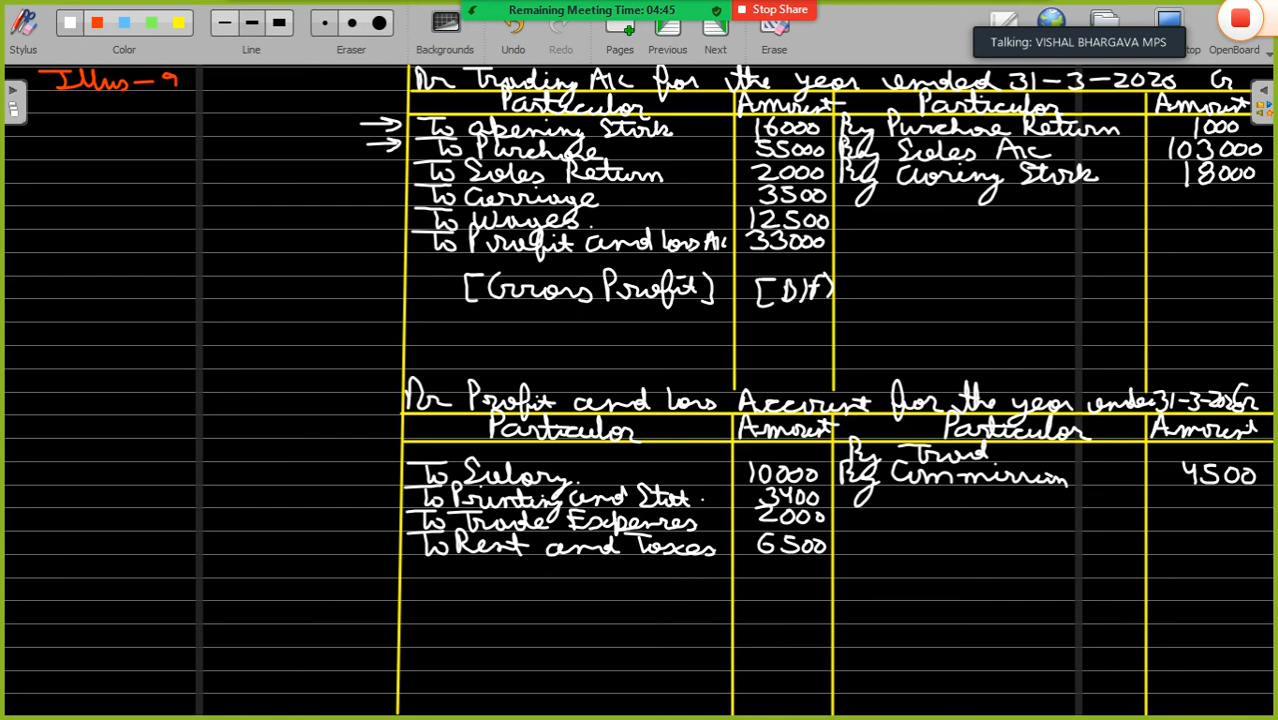 Remaining Meeting Time: 04:45
Stop Share
Talking: VISHAL BHARGAVA MPS
Stylus Color Line Eraser Backgrounds Undo Redo Pages Previous Next Erase OpenBoard
Illus - 9
Dr Trading A/c for the year ended 31-3-2020 Cr
Particular Amount Particular Amount
To opening Stock 16000 By Purchase Return 1000
To Purchase 55000 By Sales A/c 103000
To Sales Return 2000 By Closing Stock 18000
To Carriage 3500
To Wages 12500
To Profit and Loss A/c 33000
[Gross Profit] [B/f)
Dr Profit and Loss Account for the year ended 31-3-2020 Cr
Particular Amount Particular Amount
By Trad
To Salary 10000 By Commission 4500
To Printing and Stat. 3400
To Trade Expenses 2000
To Rent and Taxes 6500